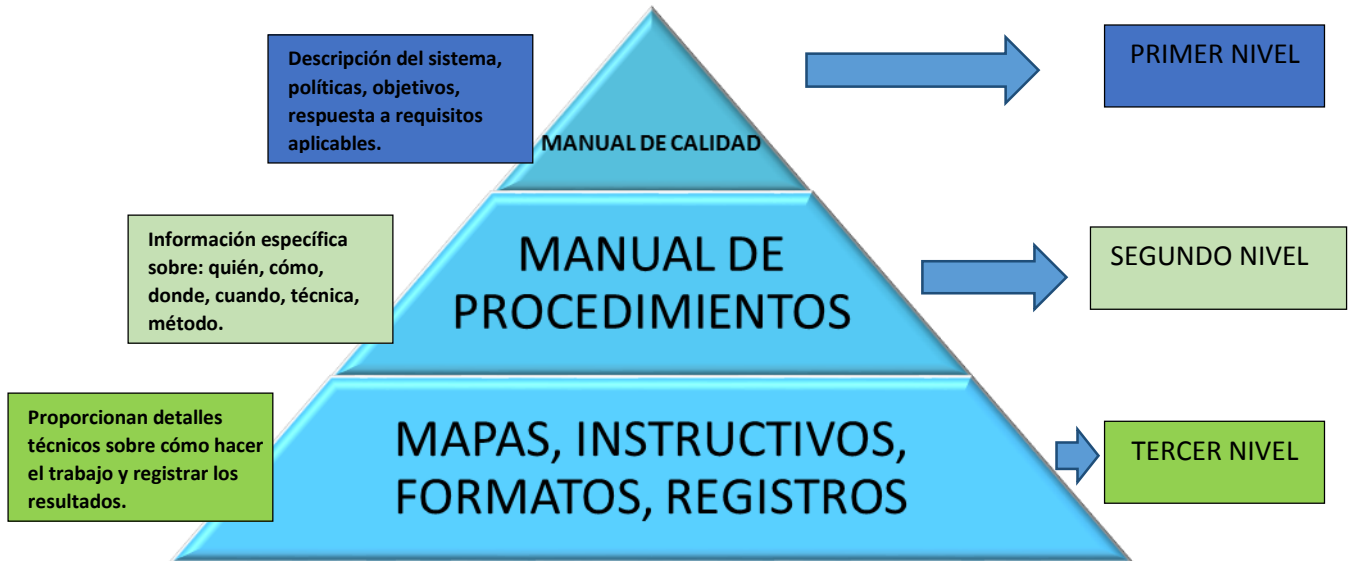 Descripción del sistema,
políticas, objetivos,
respuesta a requisitos
aplicables.
MANUAL DE CALIDAD
PRIMER NIVEL
Información específica
sobre: quién, cómo,
donde, cuando, técnica,
método.
MANUAL DE
PROCEDIMIENTOS
SEGUNDO NIVEL
Proporcionan detalles
técnicos sobre cómo hacer
el trabajo y registrar los
resultados.
MAPAS, INSTRUCTIVOS,
FORMATOS, REGISTROS
TERCER NIVEL